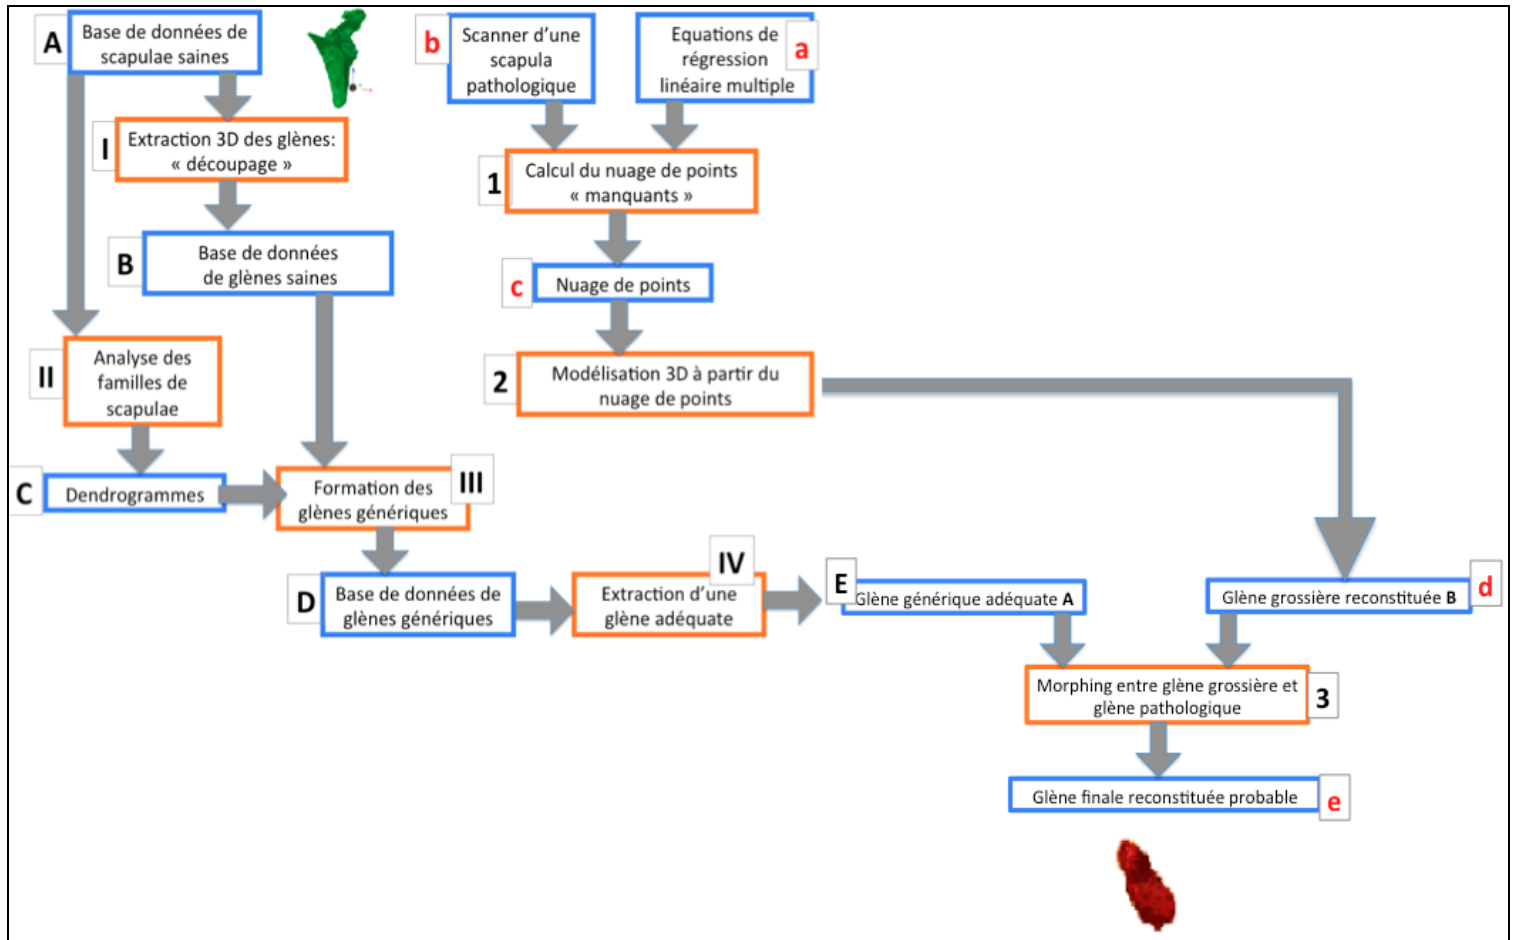 A
Base de données de
scapulae saines
b
Scanner d’une
scapula
pathologique
Equations de
régression
linéaire multiple
a
I
Extraction 3D des glènes:
« découpage »
1
Calcul du nuage de points
« manquants »
B
Base de données
de glènes saines
c
Nuage de points
II
Analyse des
familles de
scapulae
2
Modélisation 3D à partir du
nuage de points
C
Dendrogrammes
Formation des
glènes génériques
III
D
Base de données de
glènes génériques
IV
Extraction d’une
glène adéquate
E
Glène générique adéquate A
Glène grossière reconstituée B
d
Morphing entre glène grossière et
glène pathologique
3
Glène finale reconstituée probable
e